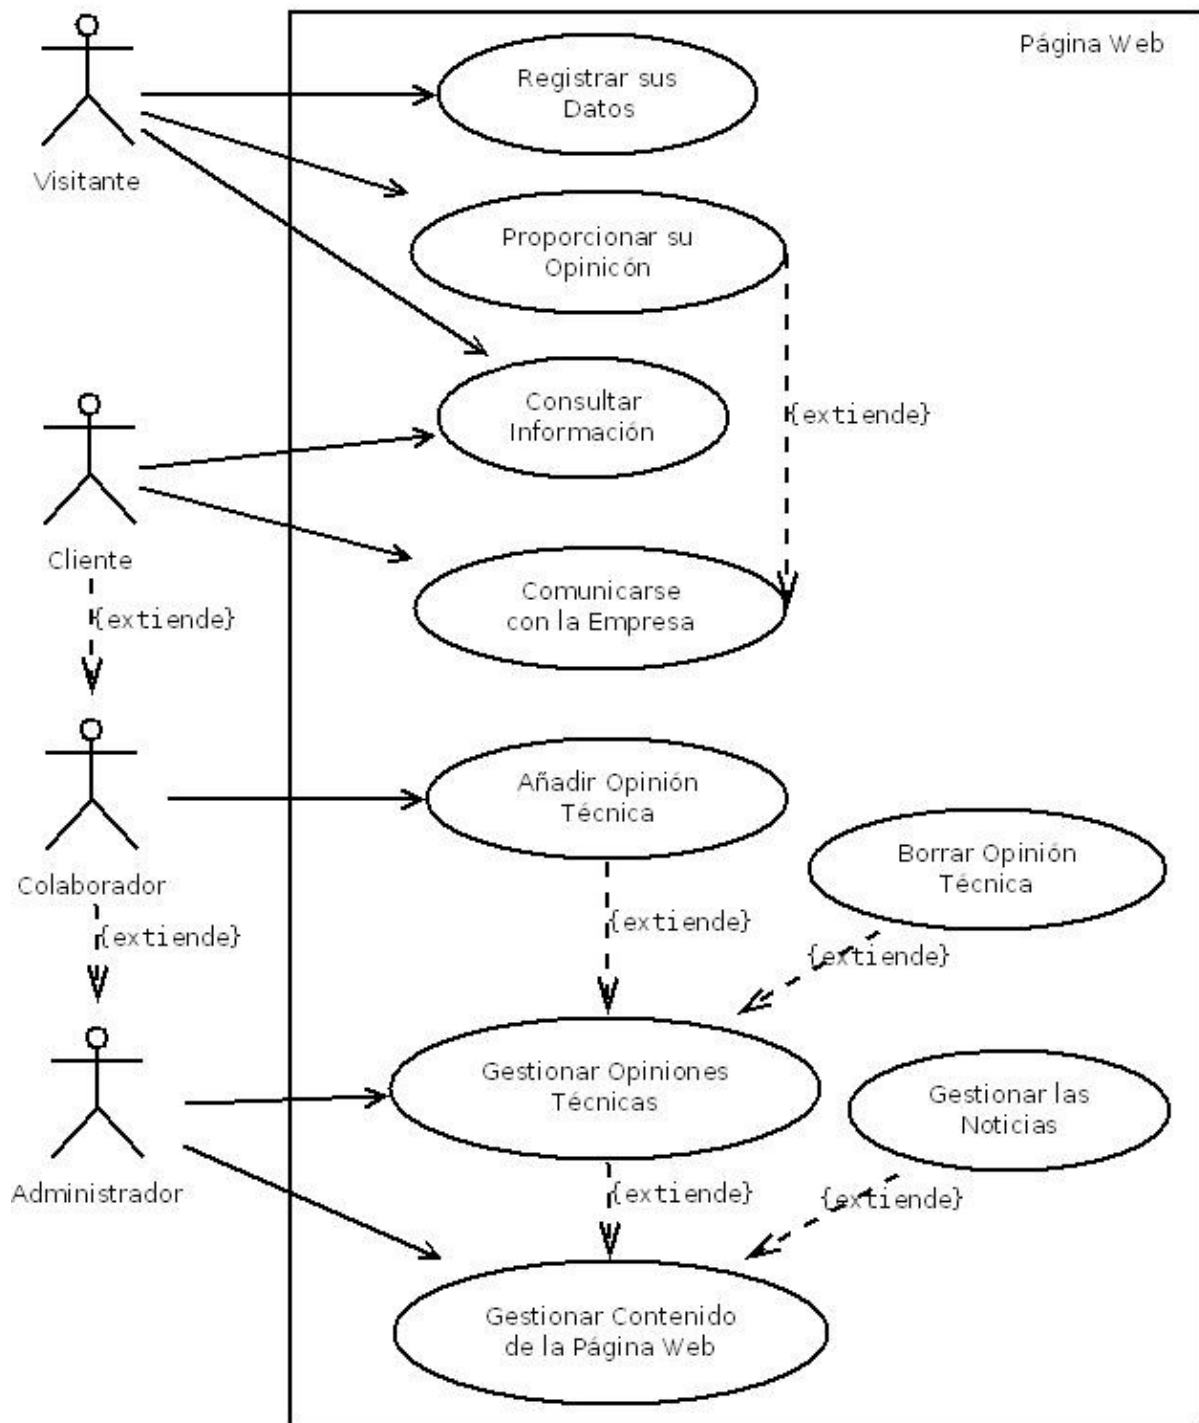 Página Web
Registrar sus
Datos
Visitante
Proporcionar su
Opinicón
Consultar
Información
{extiende}
Cliente
Comunicarse
con la Empresa
{extiende}
Añadir Opinión
Técnica
Borrar Opinión
Técnica
Colaborador
{extiende}
{extiende}
{extiende}
Gestionar Opiniones
Técnicas
Gestionar las
Noticias
Administrador
{extiende}
{extiende}
Gestionar Contenido
de la Página Web